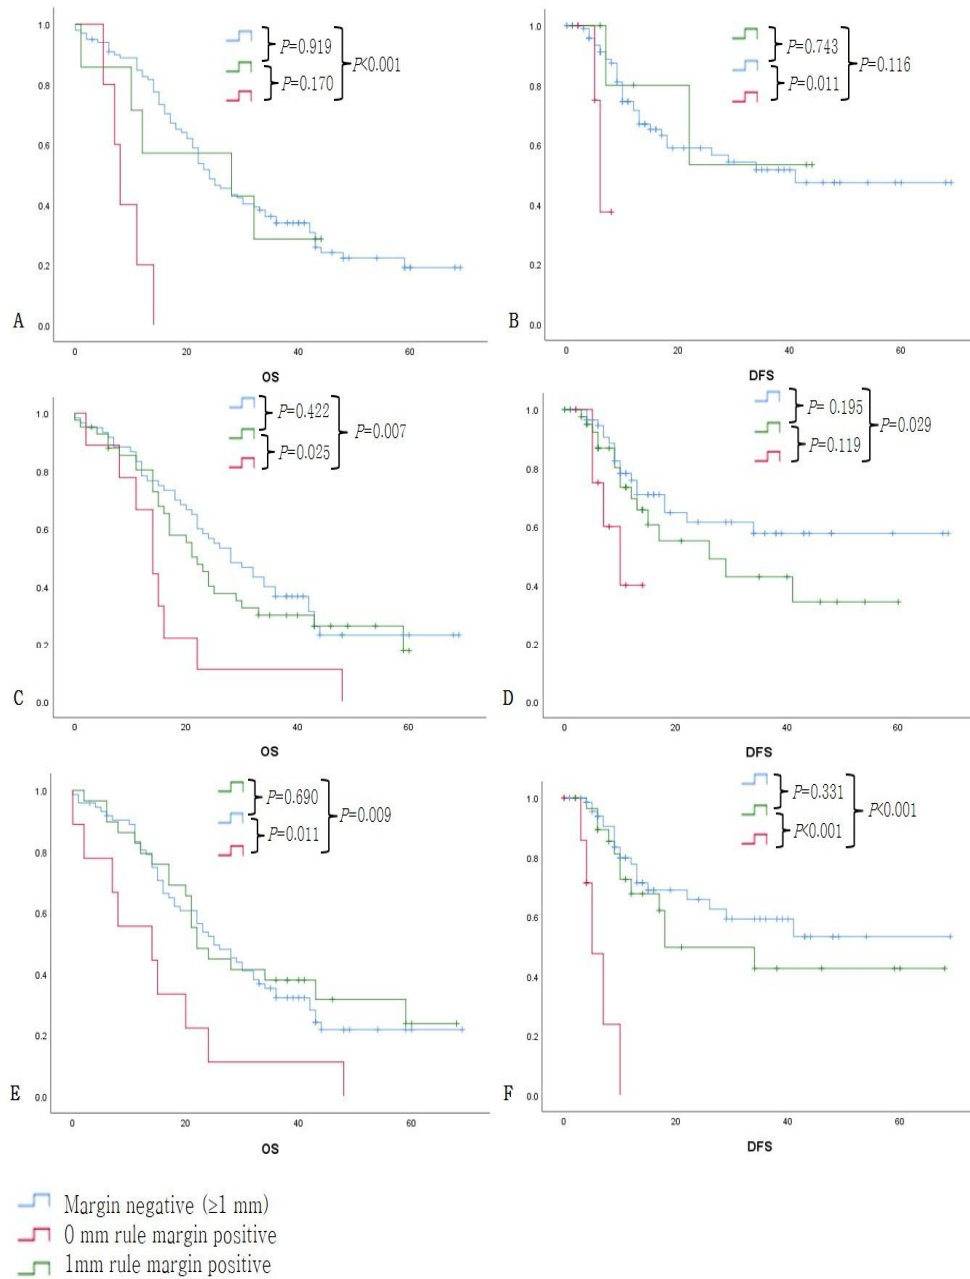 1.0
0.8
0.6
0.4
0.2
0.0
0 20 40 60
OS
A
P=0.919
P=0.170
P<0.001
1.0
0.8
0.6
0.4
0.2
0.0
0 20 40 60
DFS
B
P=0.743
P=0.011
P=0.116
1.0
0.8
0.6
0.4
0.2
0.0
0 20 40 60
OS
C
P=0.422
P=0.025
P=0.007
1.0
0.8
0.6
0.4
0.2
0.0
0 20 40 60
DFS
D
P= 0.195
P=0.119
P=0.029
1.0
0.8
0.6
0.4
0.2
0.0
0 20 40 60
OS
E
P=0.690
P=0.011
P=0.009
1.0
0.8
0.6
0.4
0.2
0.0
0 20 40 60
DFS
F
P=0.331
P<0.001
P<0.001
Margin negative (≥1 mm)
0 mm rule margin positive
1mm rule margin positive